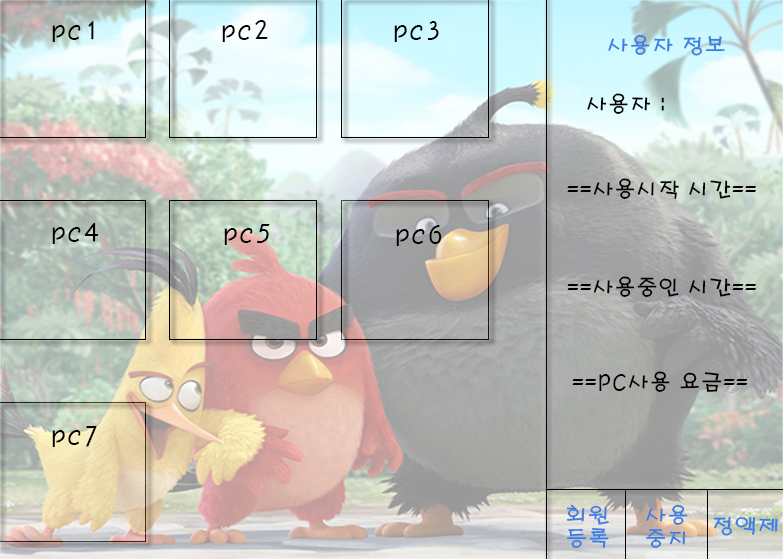 pc1
pc2
pc3
pc4
pc5
pc6
pc7
사용자 정보
사용자 :
==사용시작 시간==
==사용중인 시간==
==PC사용 요금==
회원
등록
사용
중지
정액제